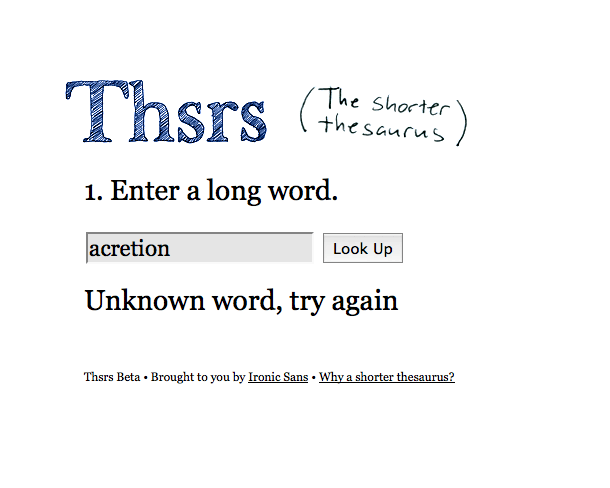 Thsrs
(The shorter
thesaurus)
1. Enter a long word.
acretion Look Up
Unknown word, try again
Thsrs Beta • Brought to you by Ironic Sans • Why a shorter thesaurus?